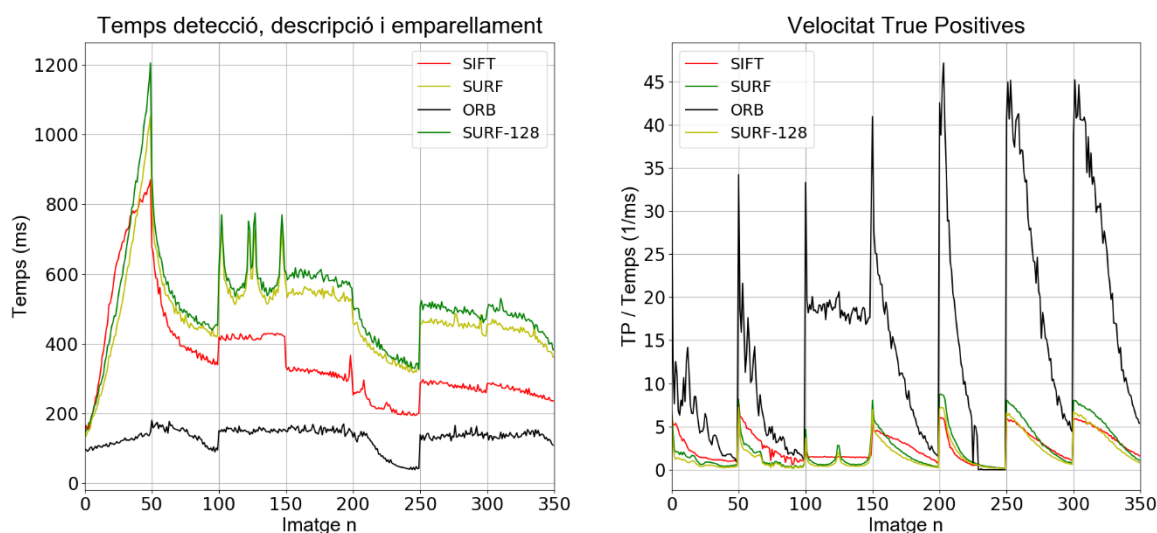 Temps detecció, descripció i emparellament
1200
1000
800
600
400
200
0
Temps (ms)
0 50 100 150 200 250 300 350
Imatge n
SIFT
SURF
ORB
SURF-128
Velocitat True Positives
45
40
35
30
25
20
15
10
5
0
TP / Temps (1/ms)
0 50 100 150 200 250 300 350
Imatge n
SIFT
SURF
ORB
SURF-128